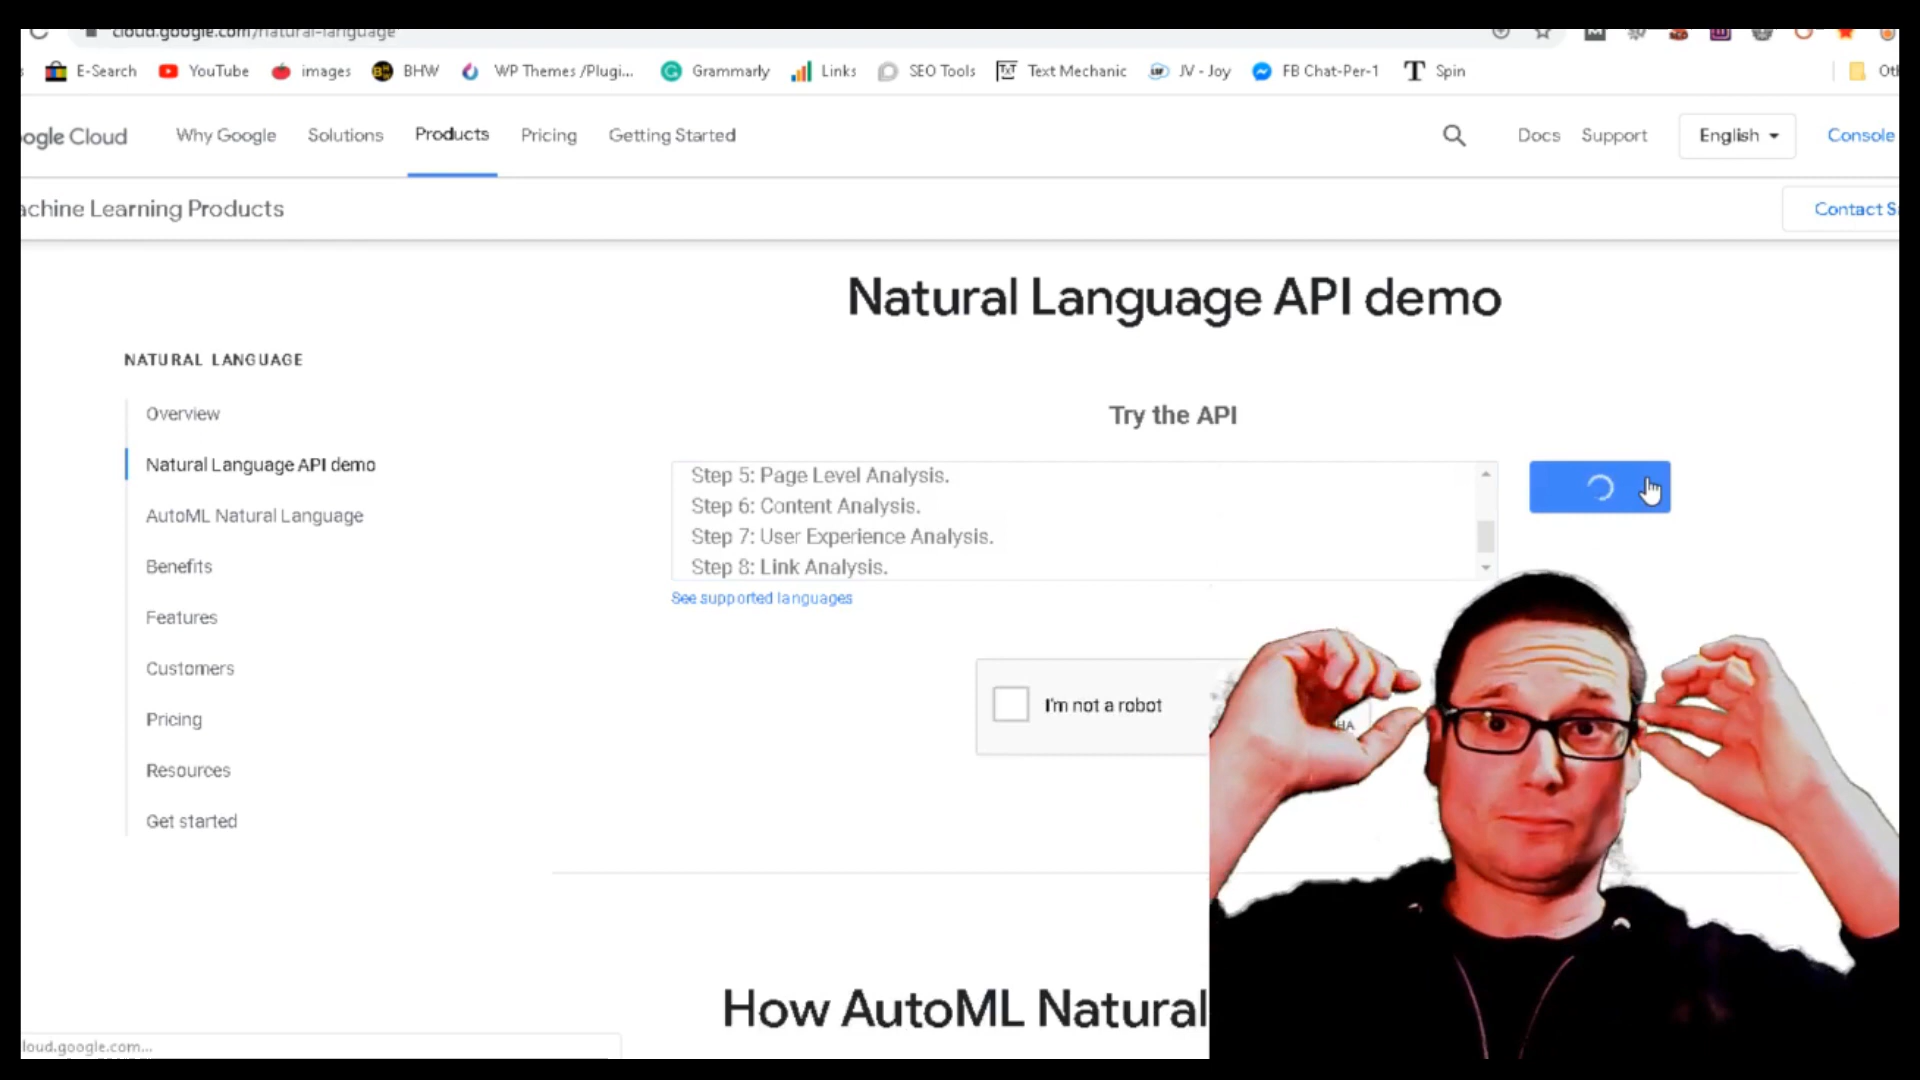 cloud.google.com/natural-language
E-Search YouTube images BHW WP Themes /Plugi... Grammarly Links SEO Tools Text Mechanic JV - Joy FB Chat-Per-1 Spin Oth
ogle Cloud Why Google Solutions Products Pricing Getting Started Docs Support English Console
achine Learning Products Contact S
Natural Language API demo
NATURAL LANGUAGE
Overview
Natural Language API demo
AutoML Natural Language
Benefits
Features
Customers
Pricing
Resources
Get started
Try the API
Step 5: Page Level Analysis.
Step 6: Content Analysis.
Step 7: User Experience Analysis.
Step 8: Link Analysis.
See supported languages
I'm not a robot
HA
How AutoML Natural
loud.google.com...